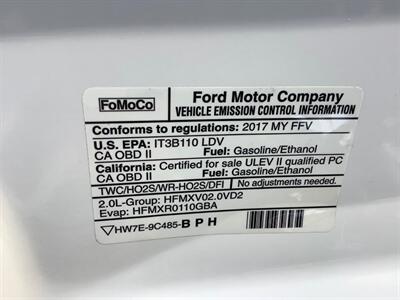 FoMoCo
Ford Motor Company
VEHICLE EMISSION CONTROL INFORMATION
Conforms to regulations: 2017 MY FFV
U.S. EPA: IT3B110 LDV
CA OBD II Fuel: Gasoline/Ethanol
California: Certified for sale ULEV II qualified PC
CA OBD II Fuel: Gasoline/Ethanol
TWC/HO2S/WR-HO2S/DFI No adjustments needed.
2.0L-Group: HFMXV02.0VD2
Evap: HFMXR0110GBA
HW7E-9C485-BPH